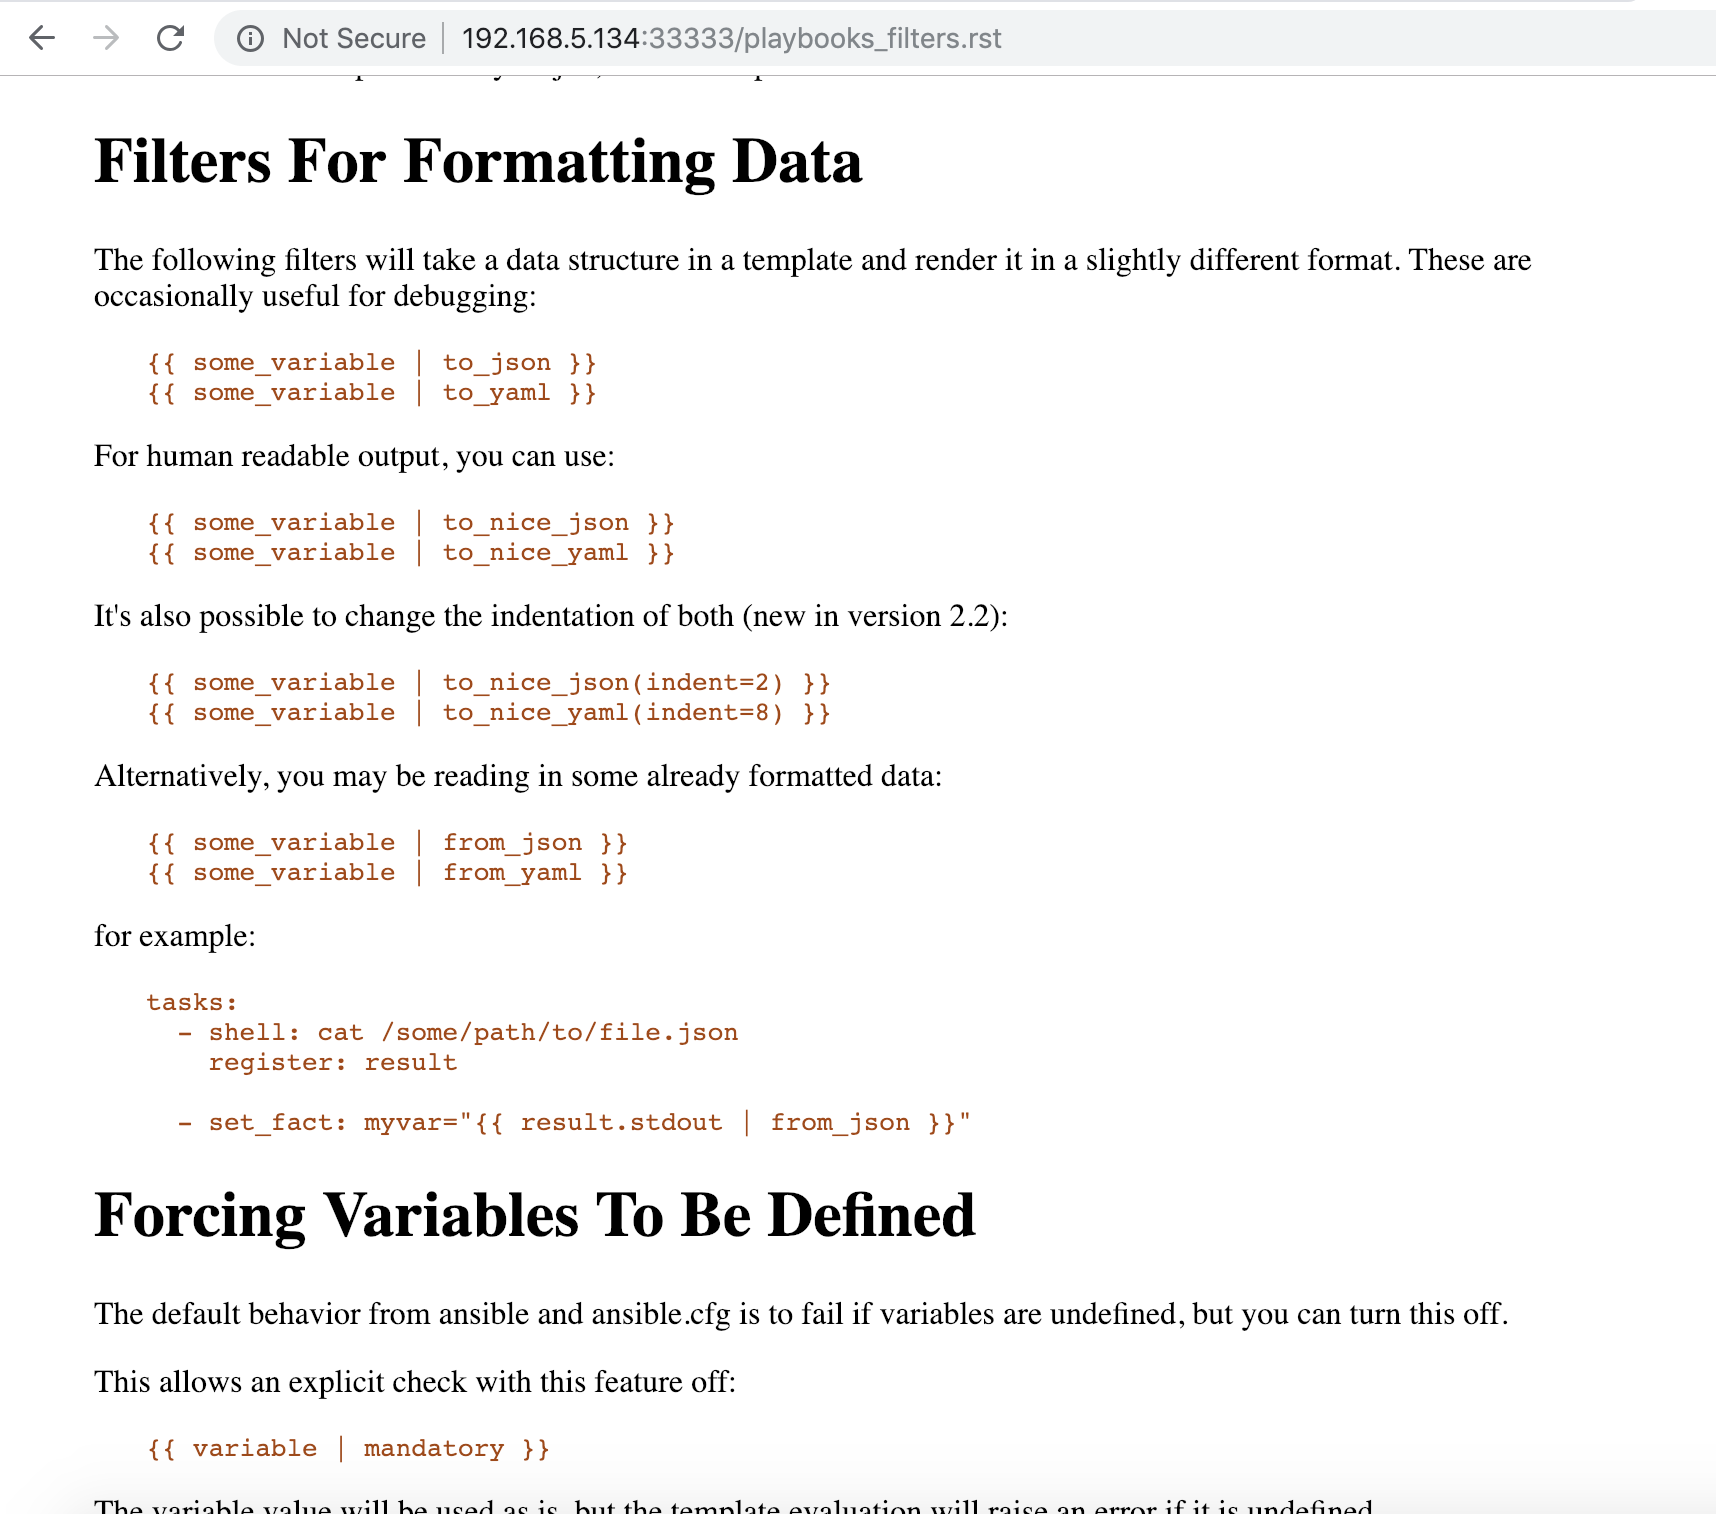 Not Secure | 192.168.5.134:33333/playbooks_filters.rst
Filters For Formatting Data
The following filters will take a data structure in a template and render it in a slightly different format. These are
occasionally useful for debugging:
{{ some_variable | to_json }}
{{ some_variable | to_yaml }}
For human readable output, you can use:
{{ some_variable | to_nice_json }}
{{ some_variable | to_nice_yaml }}
It's also possible to change the indentation of both (new in version 2.2):
{{ some_variable | to_nice_json(indent=2) }}
{{ some_variable | to_nice_yaml(indent=8) }}
Alternatively, you may be reading in some already formatted data:
{{ some_variable | from_json }}
{{ some_variable | from_yaml }}
for example:
tasks:
  - shell: cat /some/path/to/file.json
    register: result
  - set_fact: myvar="{{ result.stdout | from_json }}"
Forcing Variables To Be Defined
The default behavior from ansible and ansible.cfg is to fail if variables are undefined, but you can turn this off.
This allows an explicit check with this feature off:
{{ variable | mandatory }}
The variable value will be used as is, but the template evaluation will raise an error if it is undefined.